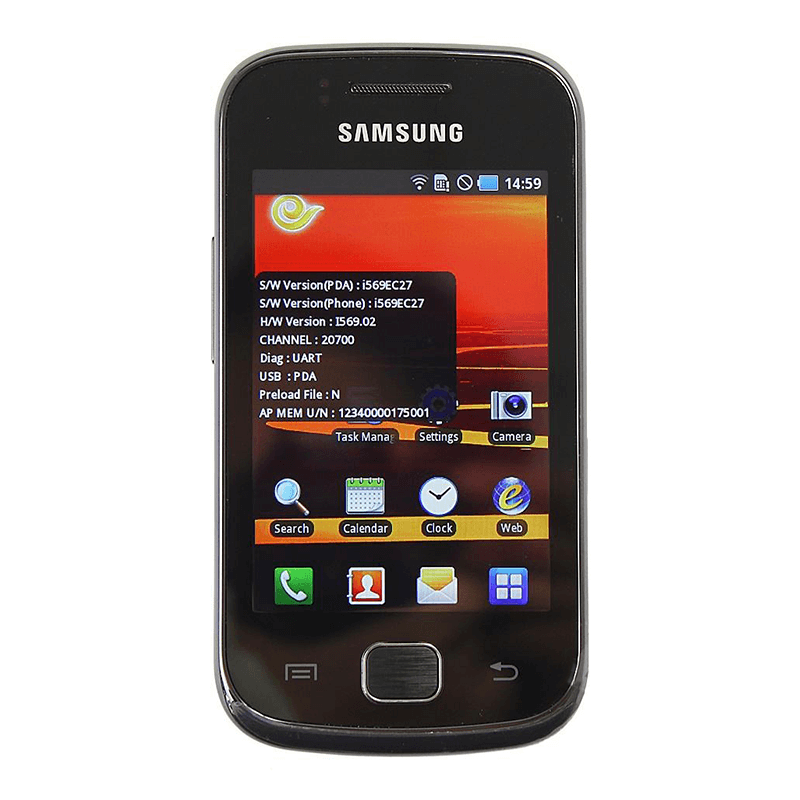 SAMSUNG
14:59
S/W Version(PDA) : i569EC27
S/W Version(Phone) : i569EC27
H/W Version : I569.02
CHANNEL : 20700
Diag : UART
USB : PDA
Preload File : N
AP MEM U/N : 12340000175001
Task Manag Settings Camera
Search Calendar Clock Web